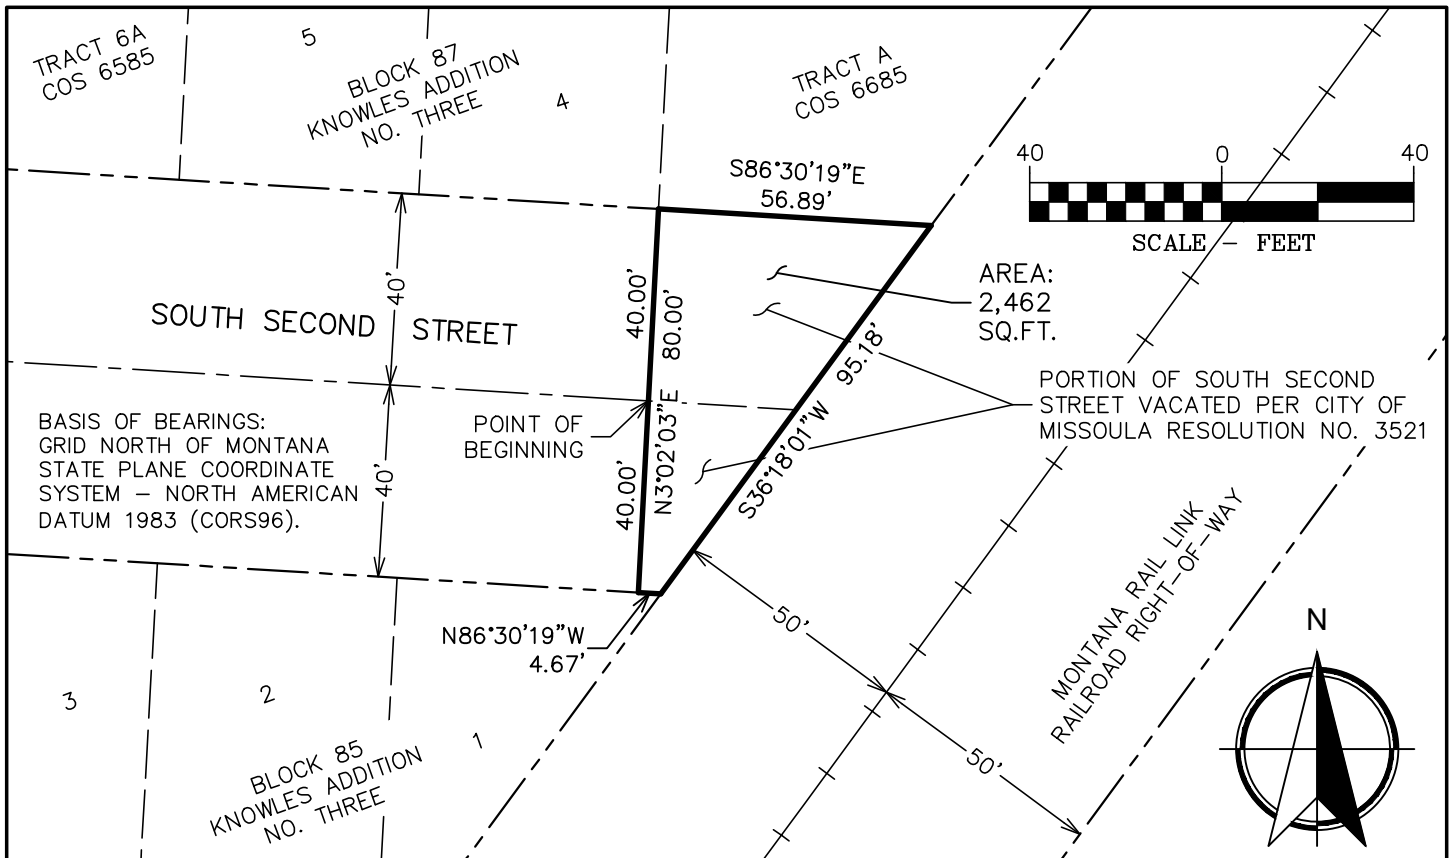 TRACT 6A
COS 6585
5
BLOCK 87
KNOWLES ADDITION
NO. THREE
4
TRACT A
COS 6685
S86°30'19"E
56.89'
40 0 40
SCALE – FEET
AREA:
2,462
SQ.FT.
40'
SOUTH SECOND STREET
40.00'
80.00'
95.18'
PORTION OF SOUTH SECOND
STREET VACATED PER CITY OF
MISSOULA RESOLUTION NO. 3521
BASIS OF BEARINGS:
GRID NORTH OF MONTANA
STATE PLANE COORDINATE
SYSTEM – NORTH AMERICAN
DATUM 1983 (CORS96).
40'
POINT OF
BEGINNING
40.00'
N3°02'03"E
S36°18'01"W
MONTANA RAIL LINK
RAILROAD RIGHT-OF-WAY
N86°30'19"W
4.67'
50'
50'
N
3
2
1
BLOCK 85
KNOWLES ADDITION
NO. THREE